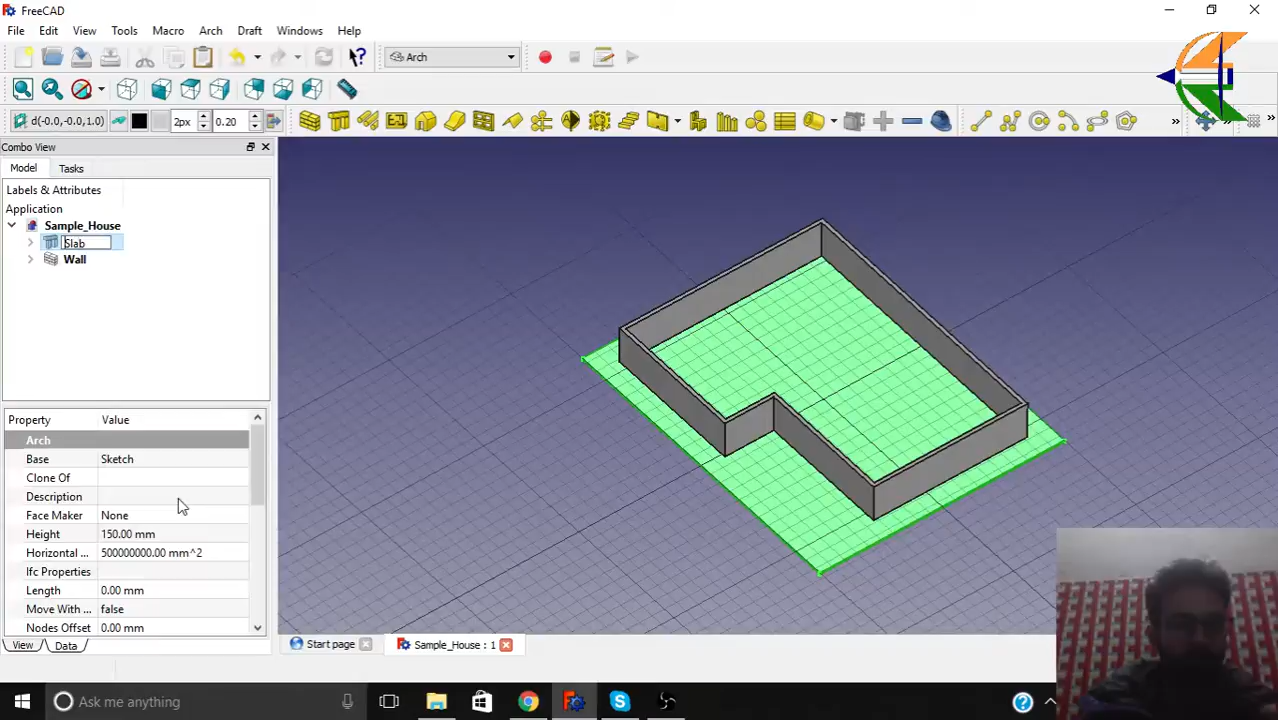 FreeCAD
File Edit View Tools Macro Arch Draft Windows Help
Arch
d(-0.0,-0.0,1.0) 2px 0.20 » »
Combo View
Model Tasks
Labels & Attributes
Application
Sample_House
Slab
Wall
Property Value
Arch
Base Sketch
Clone Of
Description
Face Maker None
Height 150.00 mm
Horizontal ... 500000000.00 mm^2
Ifc Properties
Length 0.00 mm
Move With ... false
Nodes Offset 0.00 mm
View Data
Start page Sample_House : 1
Ask me anything